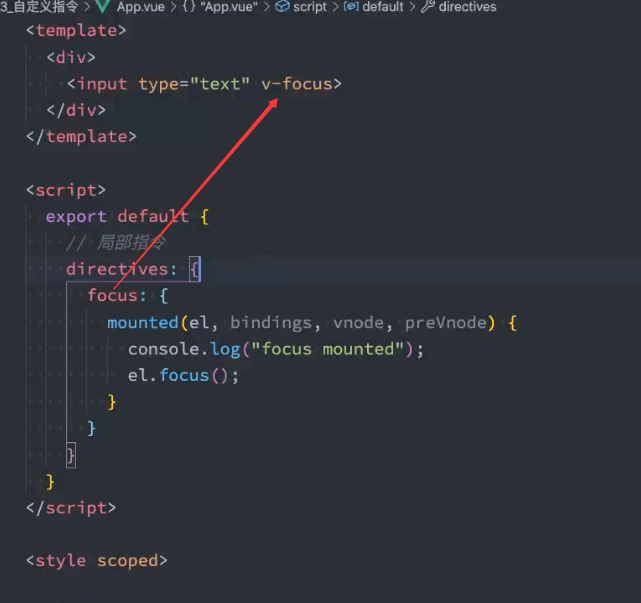 3_自定义指令 > App.vue > {} "App.vue" > script > default > directives
<template>
<div>
<input type="text" v-focus>
</div>
</template>
<script>
export default {
// 局部指令
directives: {
focus: {
mounted(el, bindings, vnode, preVnode) {
console.log("focus mounted");
el.focus();
}
}
}
}
</script>
<style scoped>